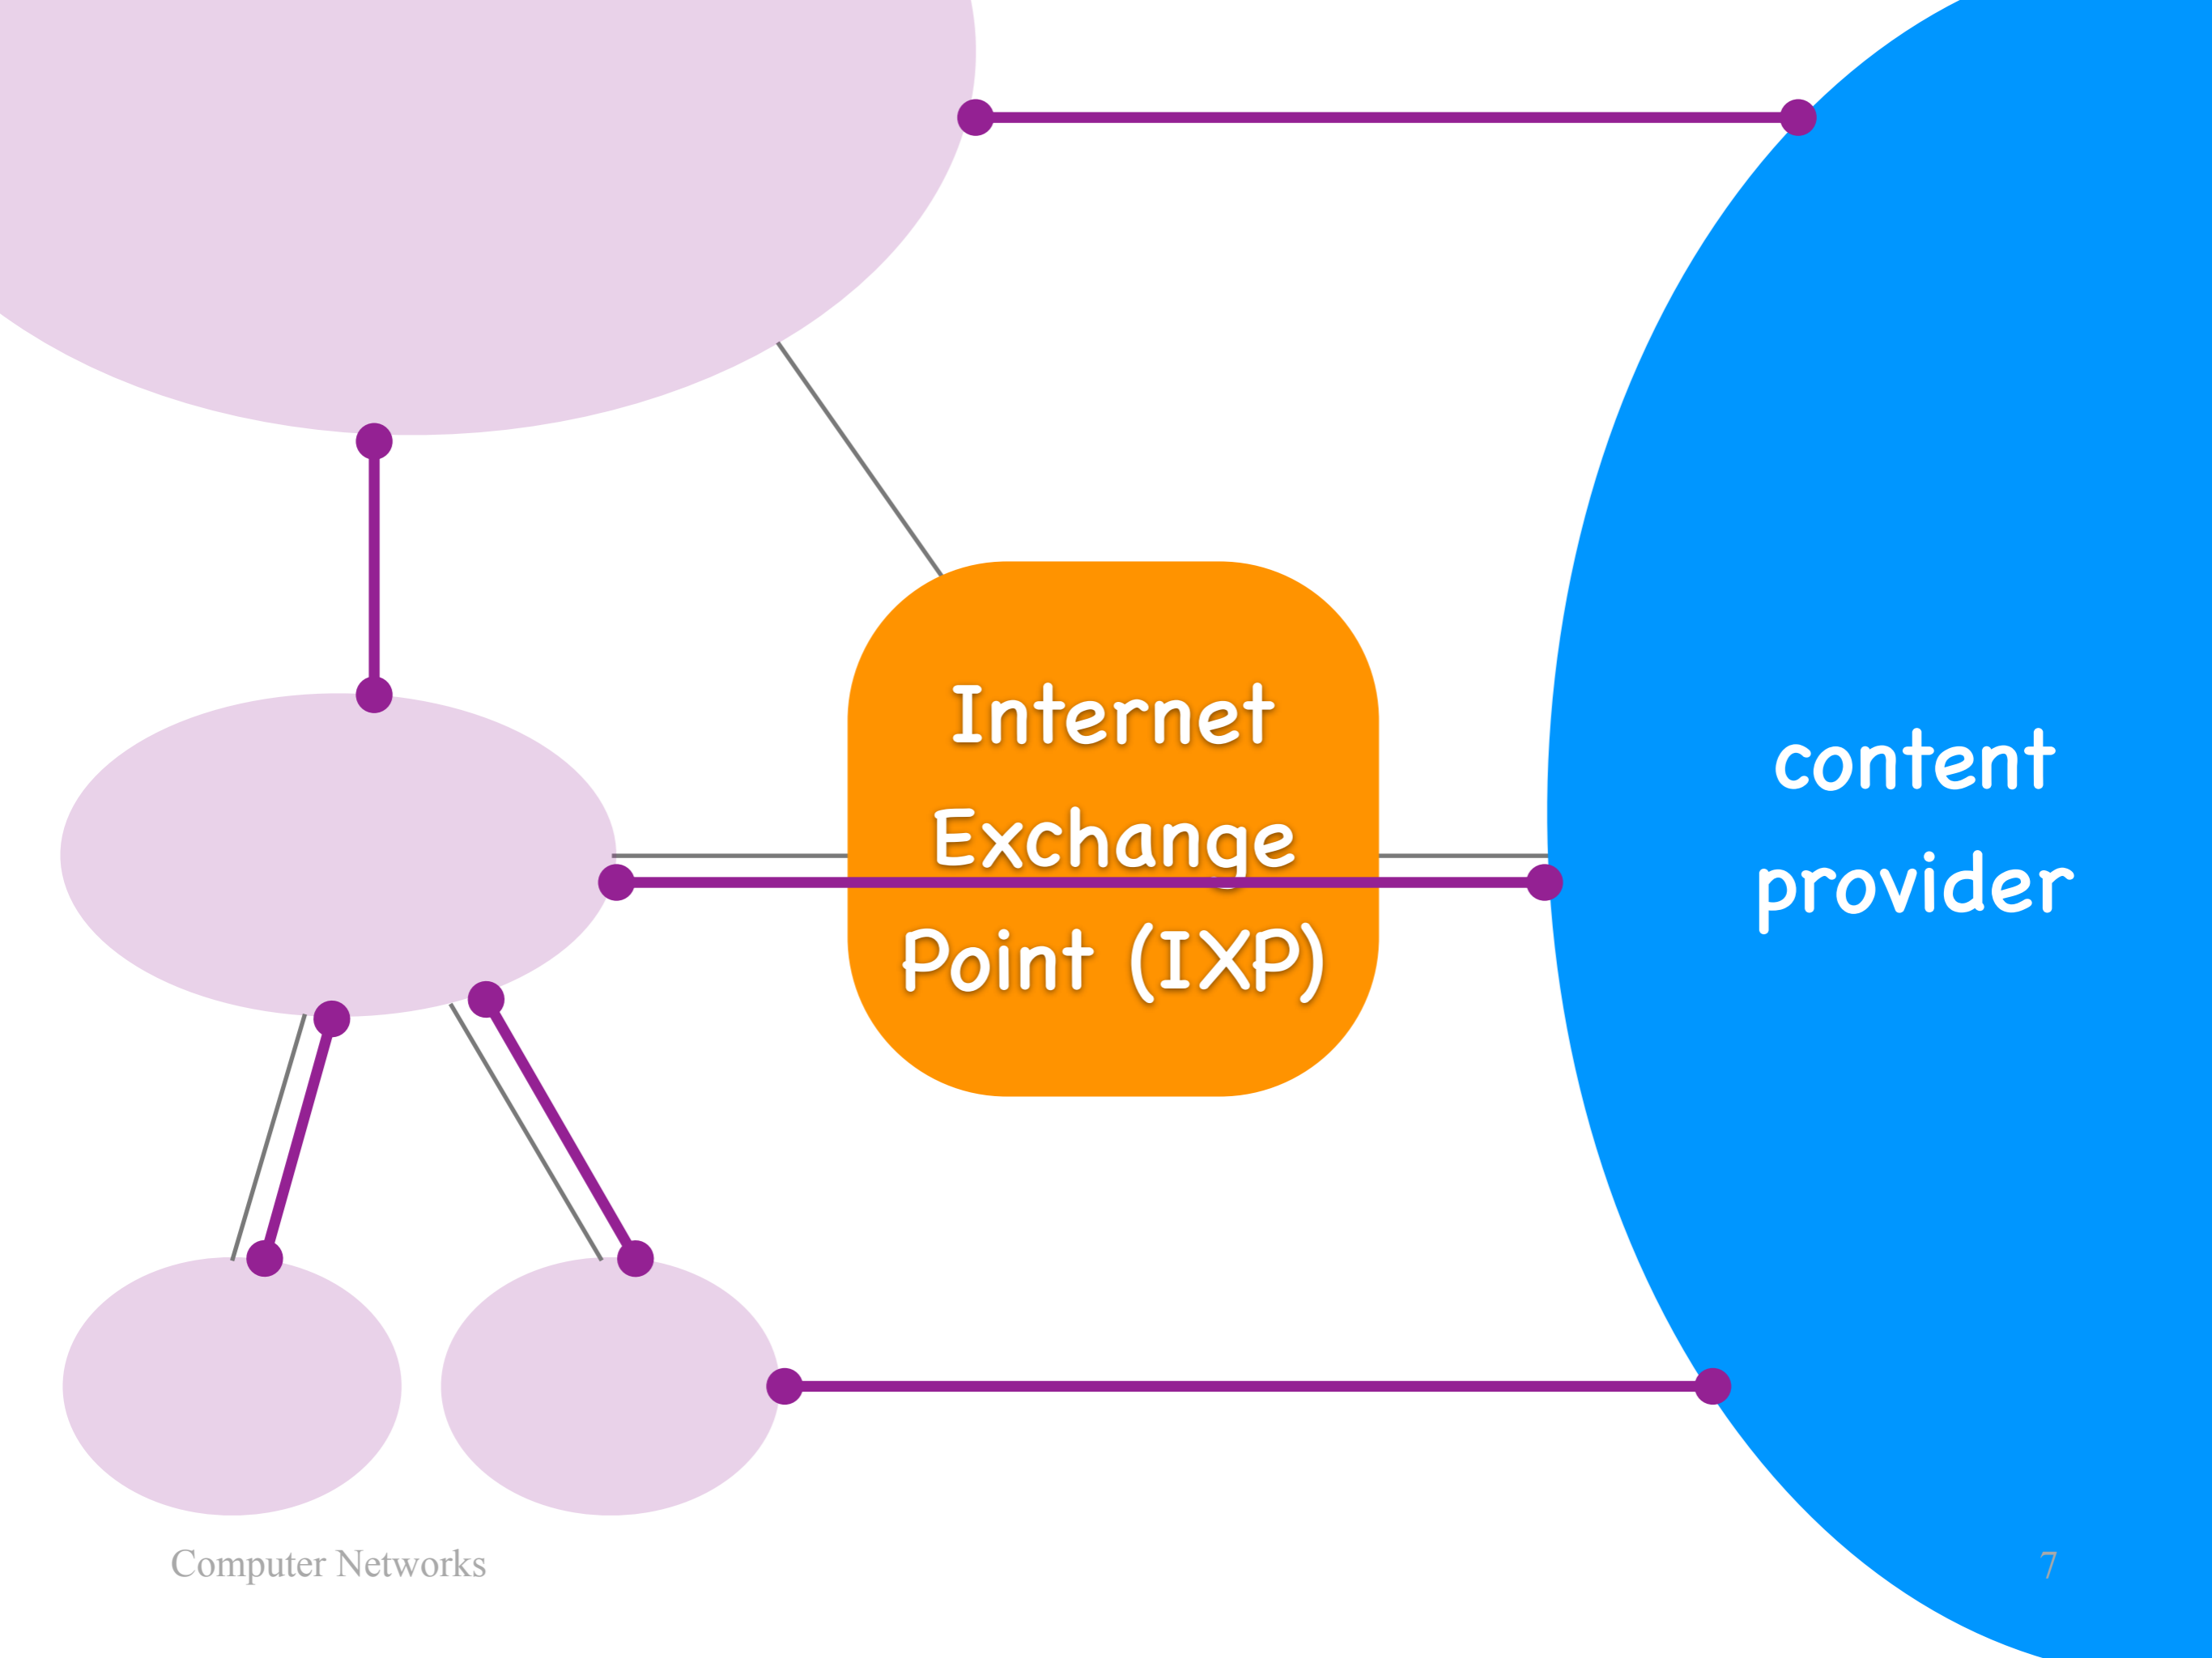 Internet
Exchange
Point (IXP)
content
provider
Computer Networks
7